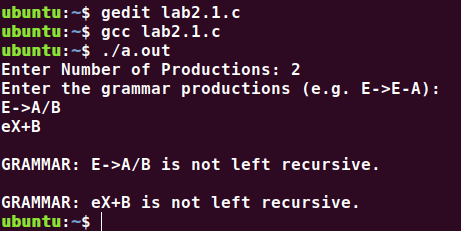 ubuntu:~$ gedit lab2.1.c
ubuntu:~$ gcc lab2.1.c
ubuntu:~$ ./a.out
Enter Number of Productions: 2
Enter the grammar productions (e.g. E->E-A):
E->A/B
eX+B
GRAMMAR: E->A/B is not left recursive.
GRAMMAR: eX+B is not left recursive.
ubuntu:~$